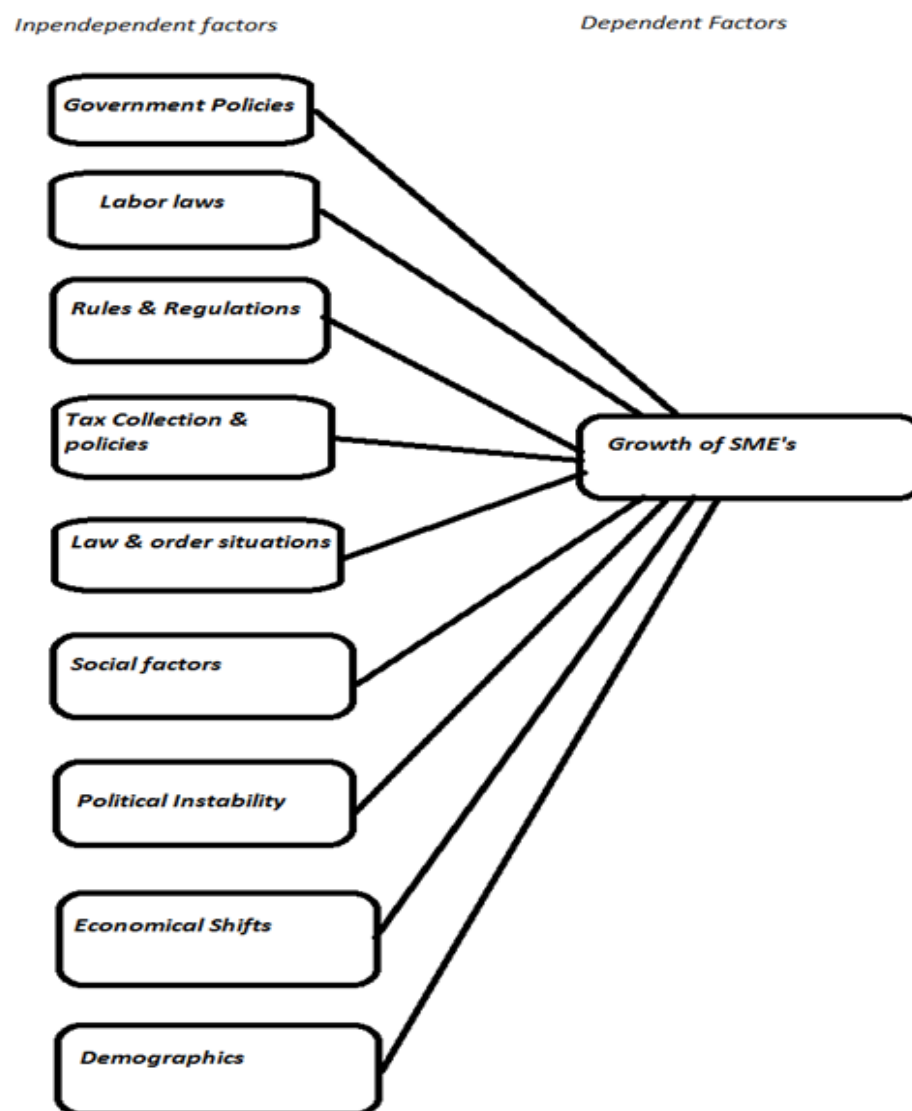 Inpendependent factors
Dependent Factors
Government Policies
Labor laws
Rules & Regulations
Tax Collection &
policies
Growth of SME's
Law & order situations
Social factors
Political Instability
Economical Shifts
Demographics